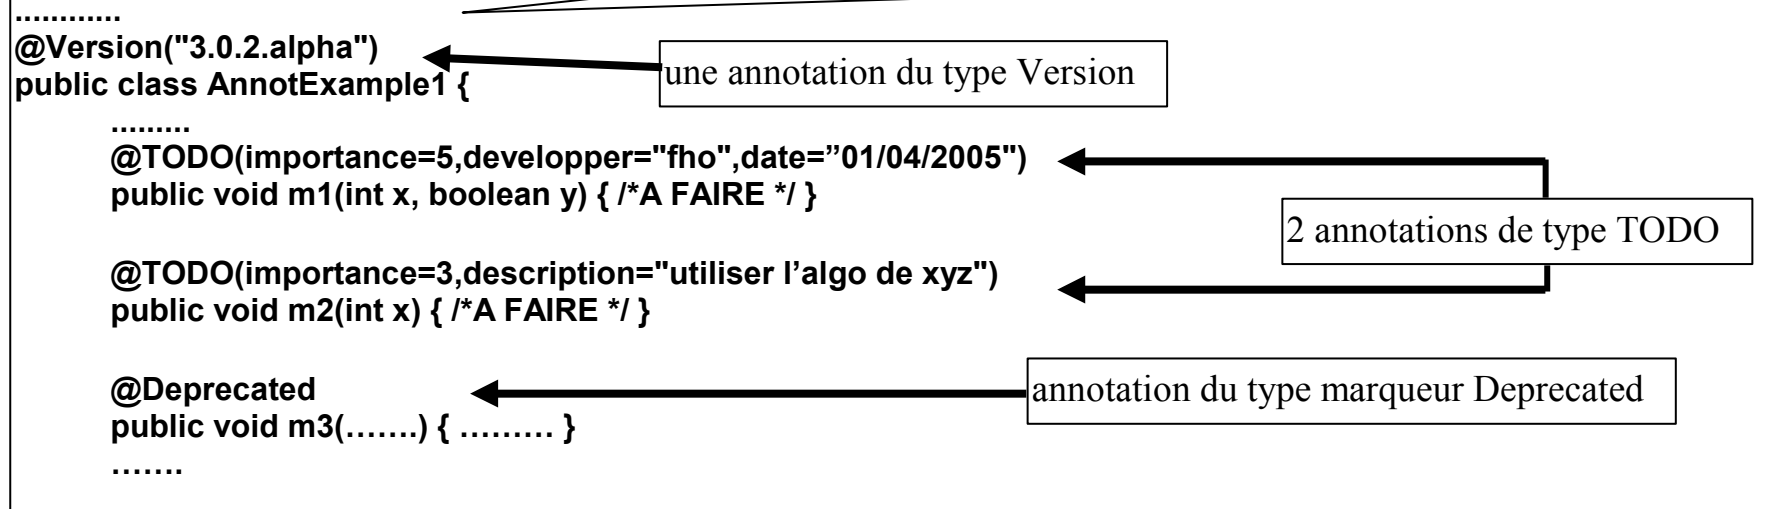 ............
@Version("3.0.2.alpha")
public class AnnotExample1 {
une annotation du type Version
.........
@TODO(importance=5,developper="fho",date=”01/04/2005")
public void m1(int x, boolean y) { /*A FAIRE */ }
2 annotations de type TODO
@TODO(importance=3,description="utiliser l’algo de xyz")
public void m2(int x) { /*A FAIRE */ }
@Deprecated
annotation du type marqueur Deprecated
public void m3(…….) { ……… }
…….